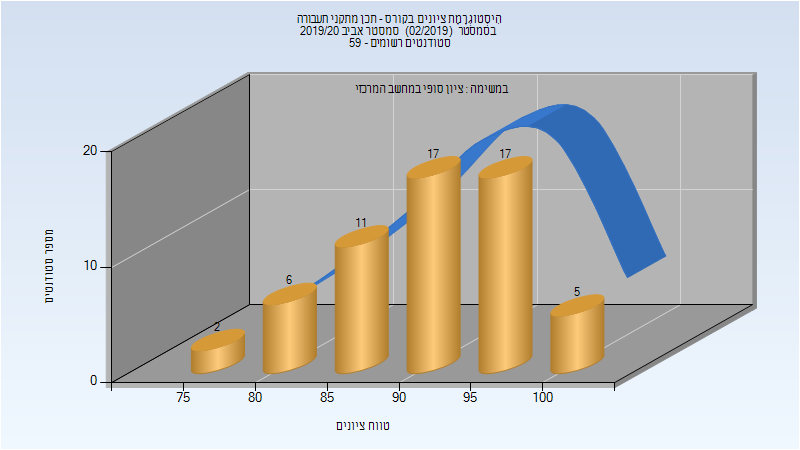 היסטוגרמת ציונים בקורס - תכן מתקני תעבורה
בסמסטר (02/2019) סמסטר אביב 2019/20
סטודנטים רשומים - 59
במשימה : ציון סופי במחשב המרכזי
20
10
0
מספר סטודנטים
2
6
11
17
17
5
75
80
85
90
95
100
טווח ציונים